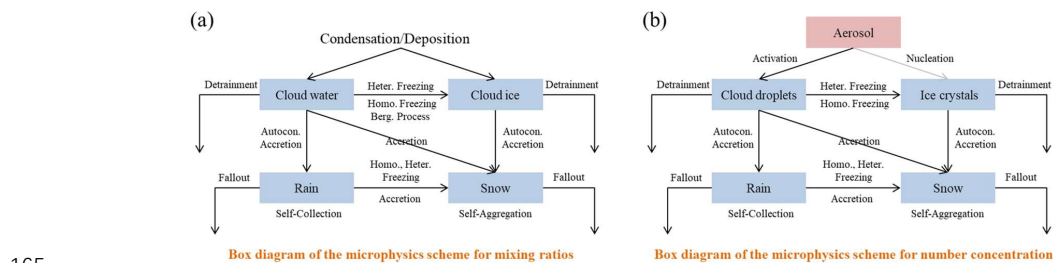 (a)
Condensation/Deposition
Detrainment
Cloud water
Heter. Freezing
Homo. Freezing
Berg. Process
Cloud ice
Detrainment
Autocon.
Accretion
Accretion
Autocon.
Accretion
Fallout
Rain
Homo., Heter.
Freezing
Accretion
Snow
Fallout
Self-Collection
Self-Aggregation
Box diagram of the microphysics scheme for mixing ratios
(b)
Aerosol
Activation
Nucleation
Detrainment
Cloud droplets
Heter. Freezing
Homo. Freezing
Ice crystals
Detrainment
Autocon.
Accretion
Accretion
Autocon.
Accretion
Fallout
Rain
Homo., Heter.
Freezing
Accretion
Snow
Fallout
Self-Collection
Self-Aggregation
Box diagram of the microphysics scheme for number concentration